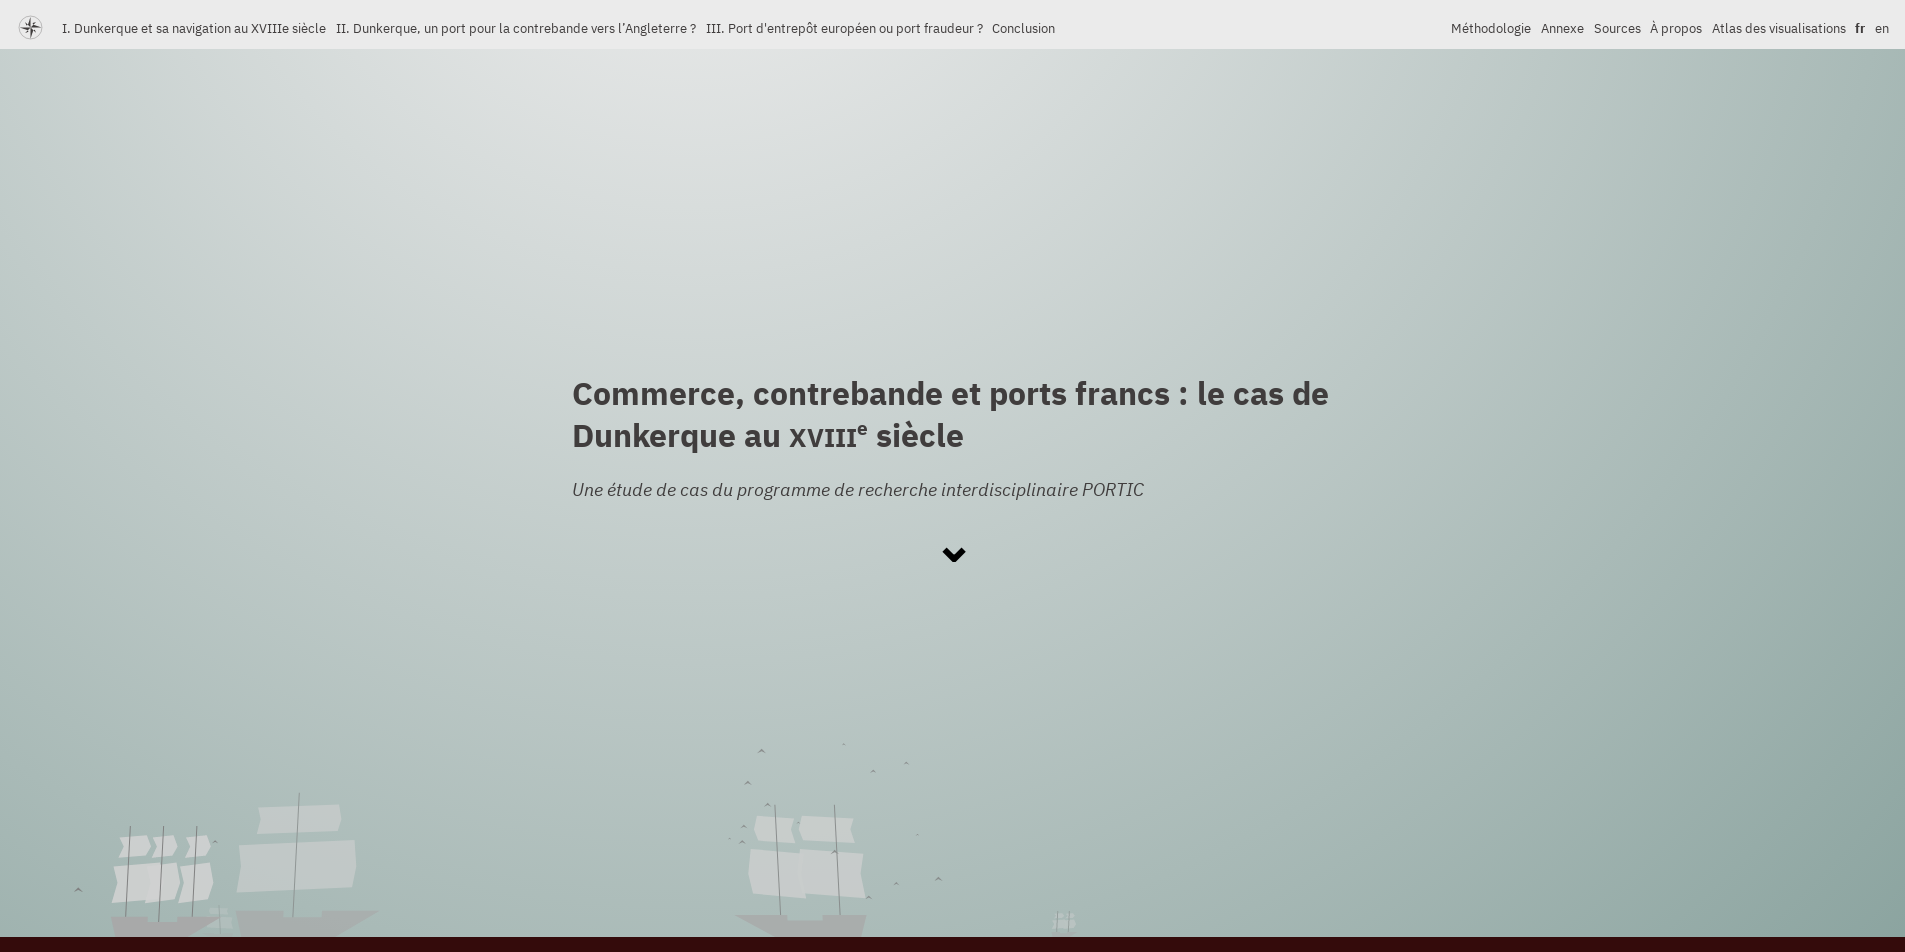 I. Dunkerque et sa navigation au XVIIIe siècle II. Dunkerque, un port pour la contrebande vers l’Angleterre ? III. Port d'entrepôt européen ou port fraudeur ? Conclusion Méthodologie Annexe Sources À propos Atlas des visualisations fr en
Commerce, contrebande et ports francs : le cas de
Dunkerque au XVIIIe siècle
Une étude de cas du programme de recherche interdisciplinaire PORTIC